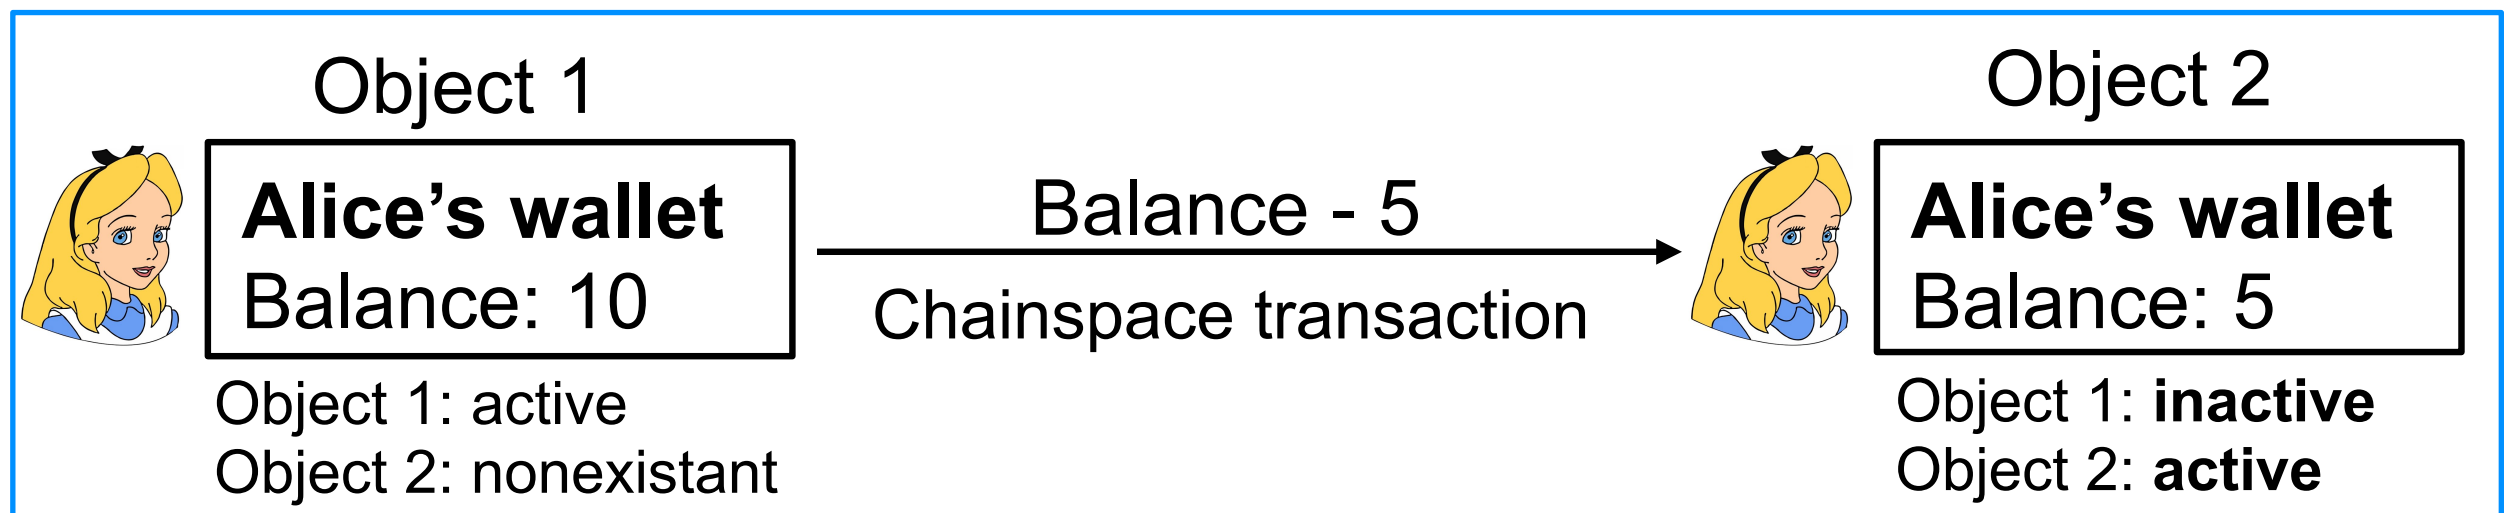 Object 1
Alice's wallet
Balance: 10
Object 1: active
Object 2: nonexistant
Balance - 5
Chainspace transaction
Object 2
Alice's wallet
Balance: 5
Object 1: inactive
Object 2: active